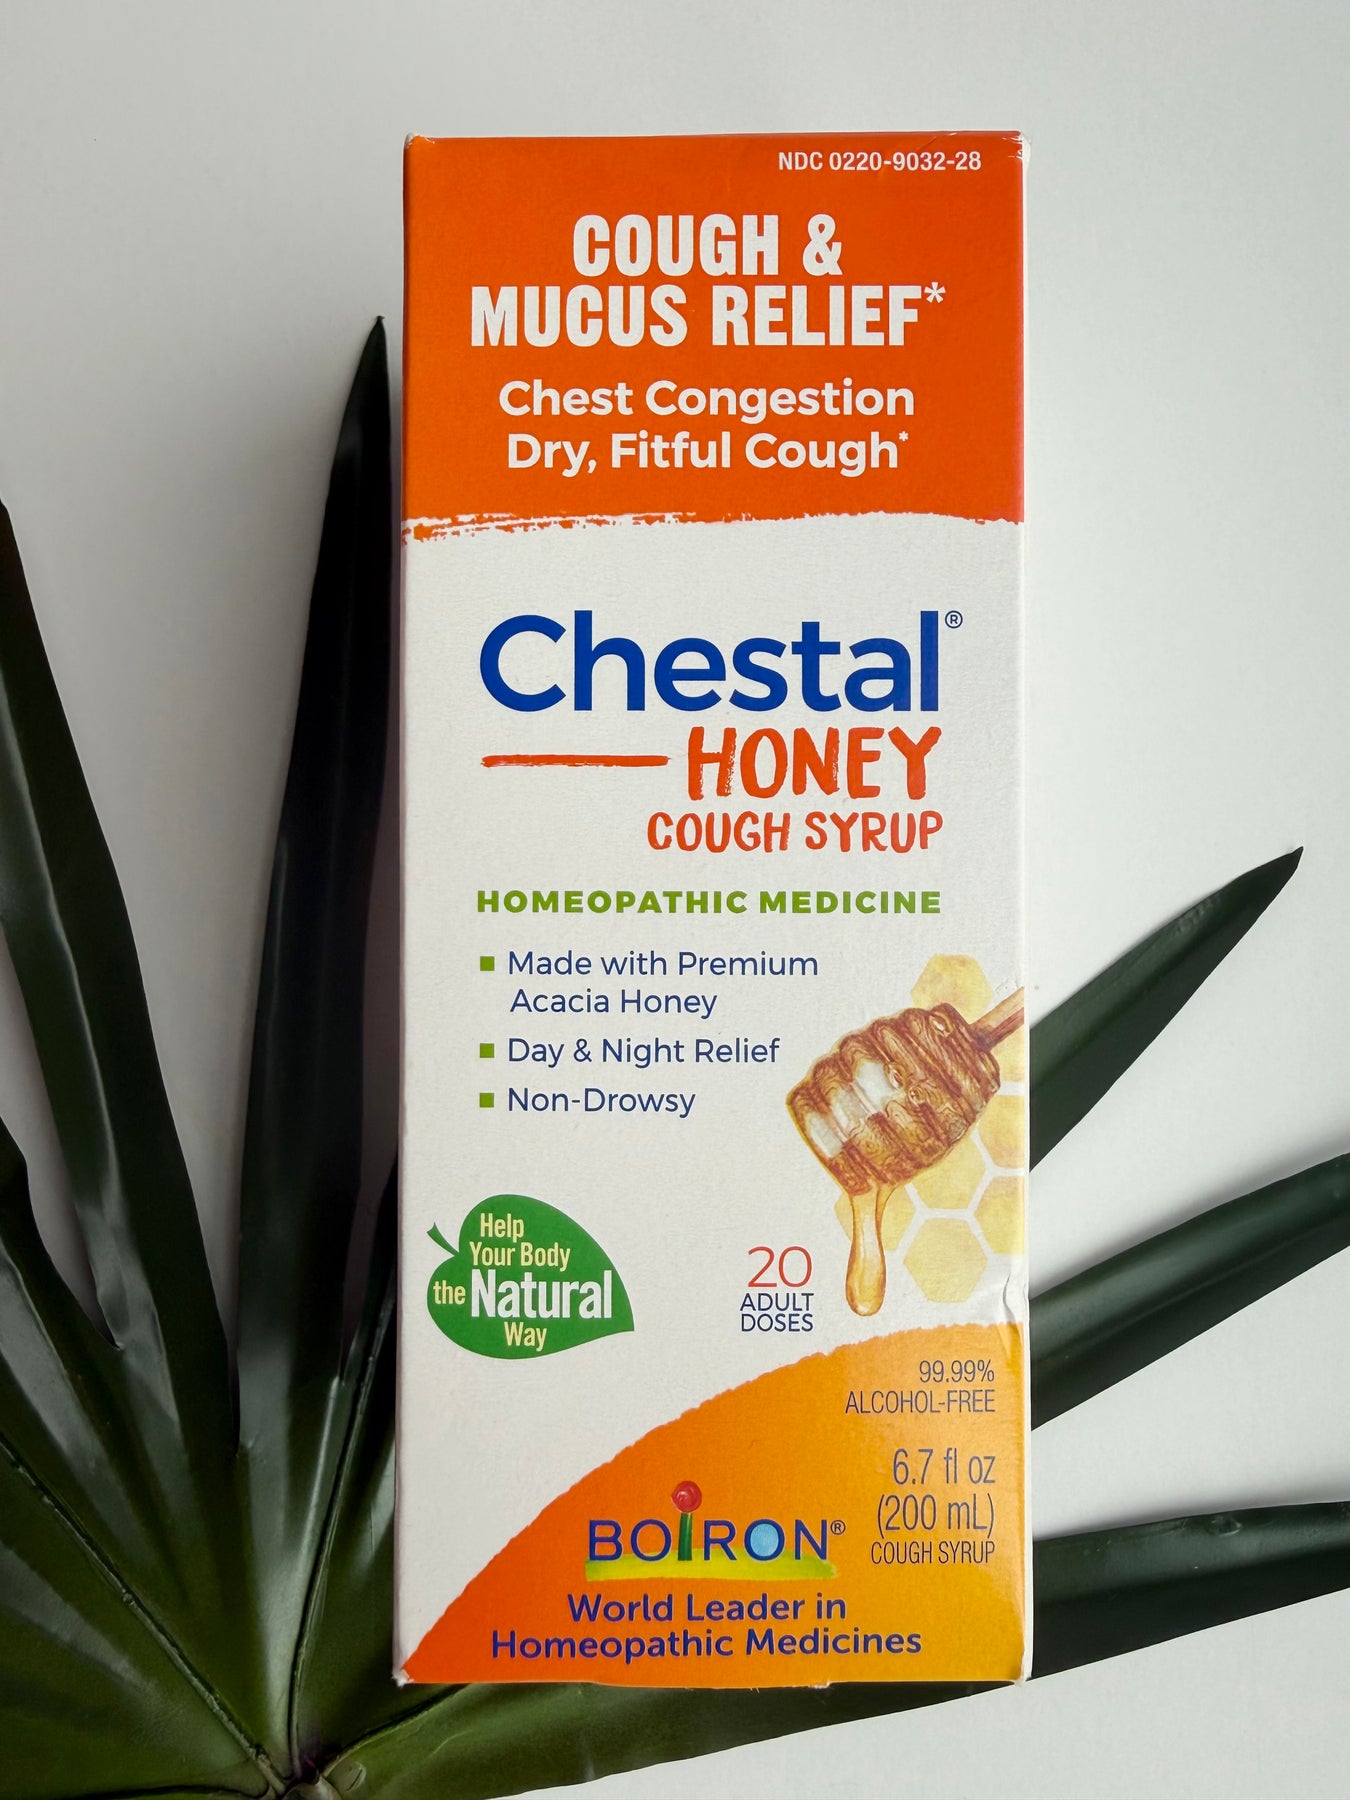 NDC 0220-9032-28
COUGH &
MUCUS RELIEF*
Chest Congestion
Dry, Fitful Cough*
Chestal®
HONEY
COUGH SYRUP
HOMEOPATHIC MEDICINE
Made with Premium
Acacia Honey
Day & Night Relief
Non-Drowsy
Help
Your Body
the Natural
Way
20
ADULT
DOSES
99.99%
ALCOHOL-FREE
6.7 fl oz
(200 mL)
COUGH SYRUP
BOIRON®
World Leader in
Homeopathic Medicines